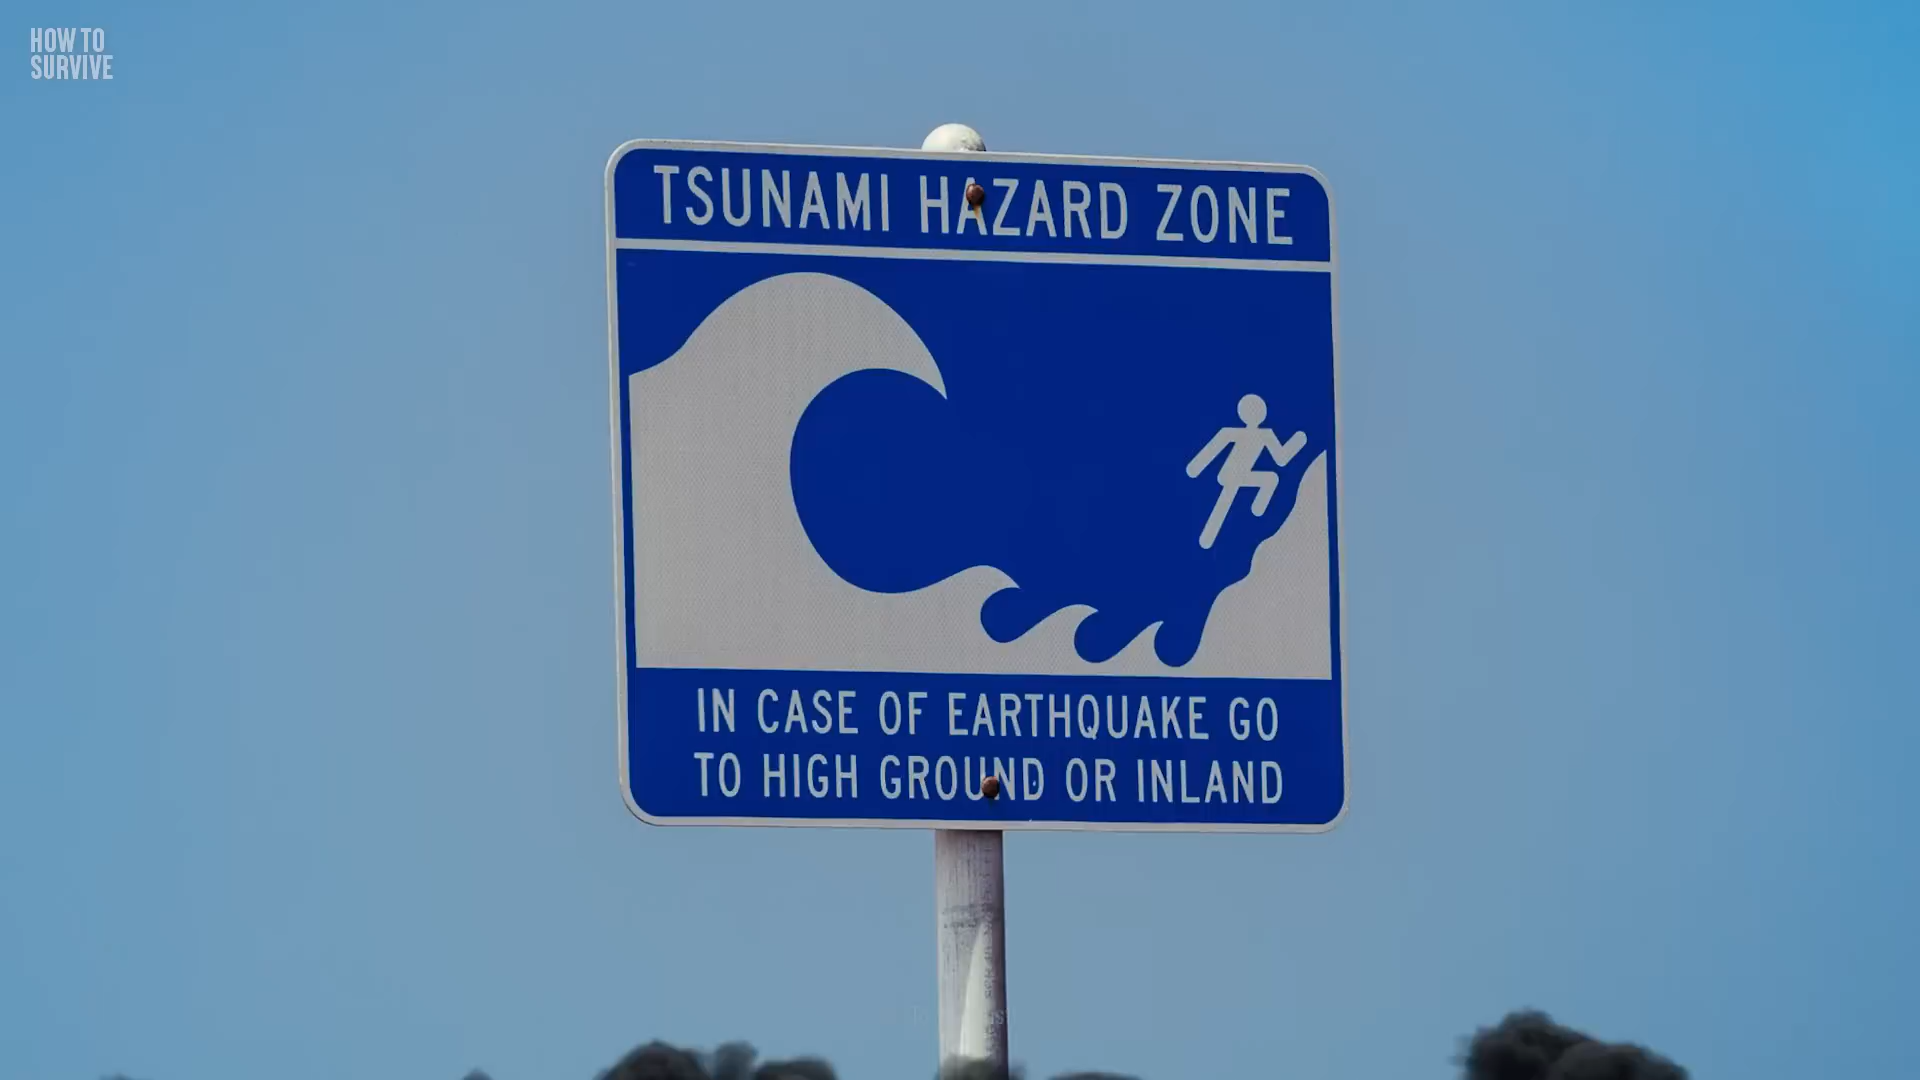 HOW TO
SURVIVE
TSUNAMI HAZARD ZONE
IN CASE OF EARTHQUAKE GO
TO HIGH GROUND OR INLAND